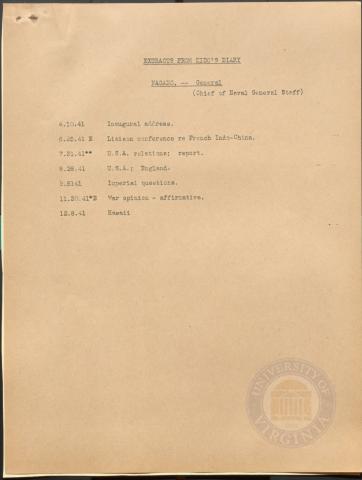 EXTRACTS FROM KIDO'S DIARY
NAGANO, -- General
(Chief of Naval General Staff)
4.10.41 Inaugural address.
6.25.41 E Liaison conference re French Indo-China.
7.31.41** U.S.A. relations; report.
8.28.41 U.S.A.; England.
9.5141 Imperial questions.
11.30.41*E War opinion - affirmative.
12.8.41 Hawaii
UNIVERSITY OF VIRGINIA